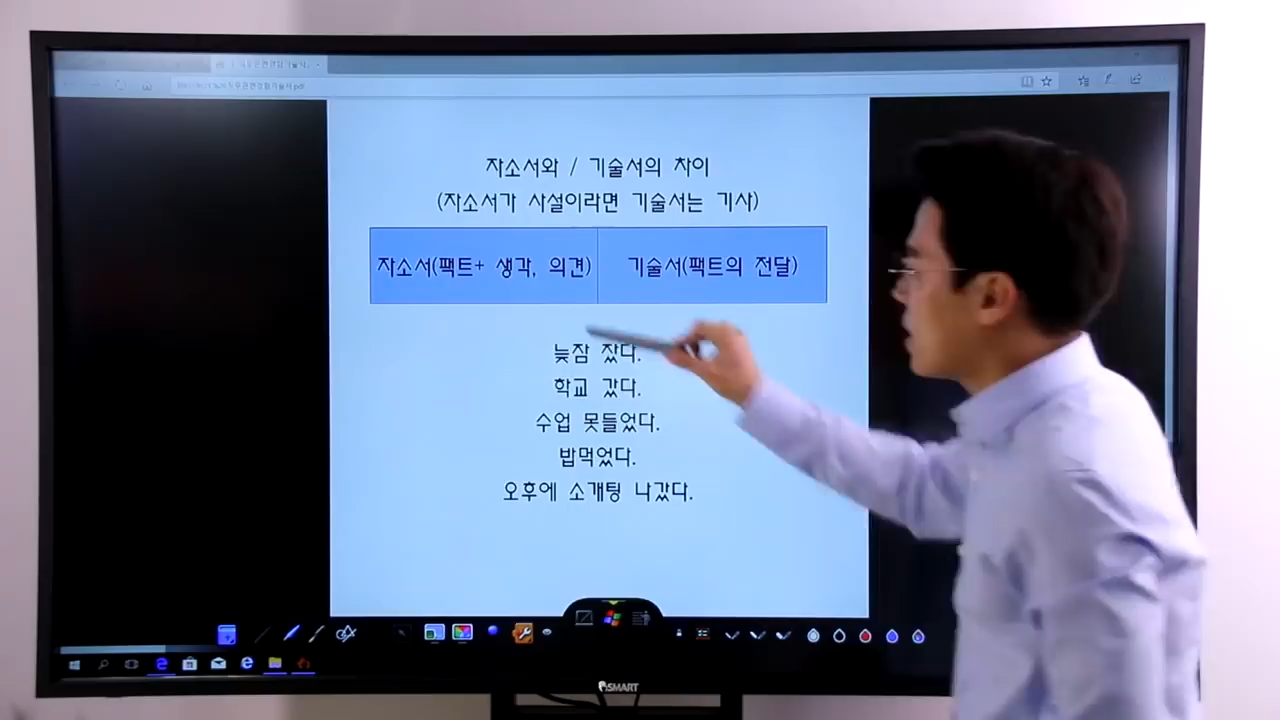 자소서와 / 기술서의 차이
(자소서가 사설이라면 기술서는 기사)
자소서(팩트+ 생각, 의견) 기술서(팩트의 전달)
늦잠 잤다.
학교 갔다.
수업 못들었다.
밥먹었다.
오후에 소개팅 나갔다.
SMART